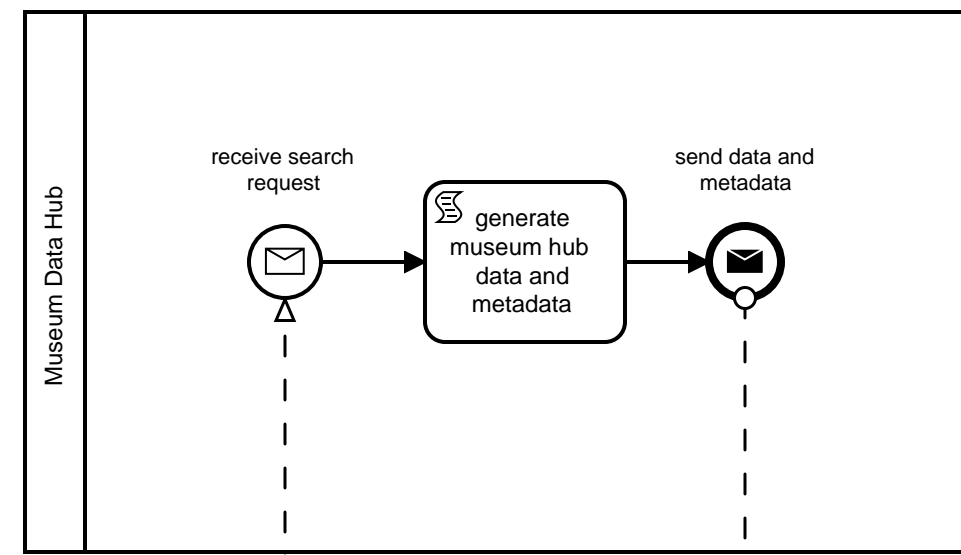 Museum Data Hub
receive search
request
generate
museum hub
data and
metadata
send data and
metadata